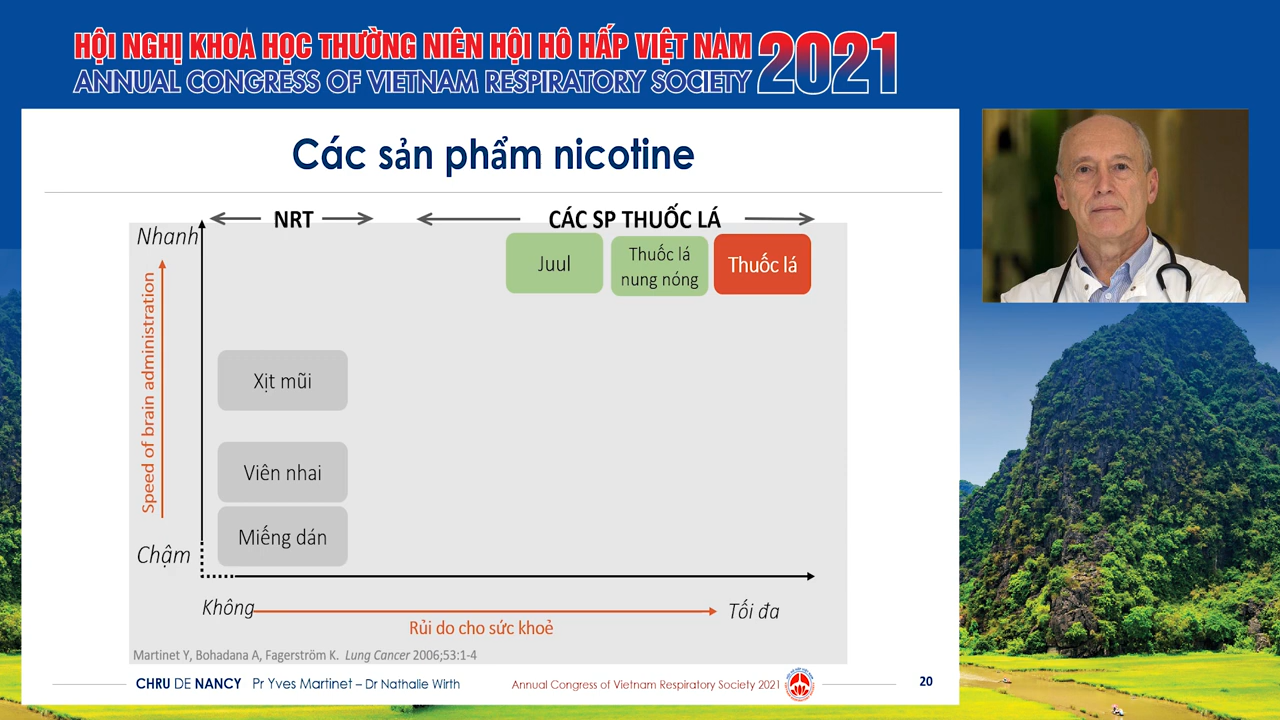 HỘI NGHỊ KHOA HỌC THƯỜNG NIÊN HỘI HÔ HẤP VIỆT NAM 2021
ANNUAL CONGRESS OF VIETNAM RESPIRATORY SOCIETY
Các sản phẩm nicotine
NRT
CÁC SP THUỐC LÁ
Nhanh
Juul
Thuốc lá
nung nóng
Thuốc lá
Speed of brain administration
Xịt mũi
Viên nhai
Miếng dán
Chậm
Không
Tối đa
Rủi do cho sức khoẻ
Martinet Y, Bohadana A, Fagerström K. Lung Cancer 2006;53:1-4
CHRU DE NANCY Pr Yves Martinet – Dr Nathalie Wirth
Annual Congress of Vietnam Respiratory Society 2021
20